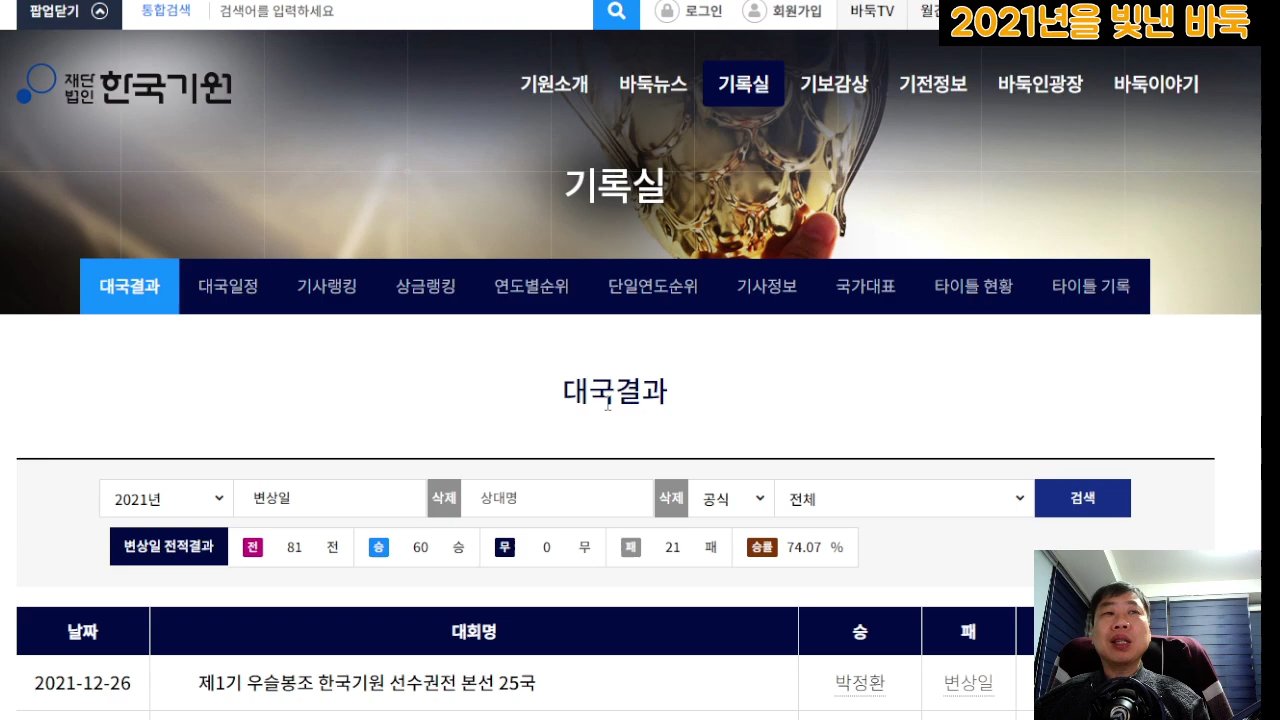 팝업닫기 통합검색 검색어를 입력하세요 로그인 회원가입 바둑TV 월간
2021년을 빛낸 바둑
재단법인 한국기원
기원소개 바둑뉴스 기록실 기보감상 기전정보 바둑인광장 바둑이야기
기록실
대국결과 대국일정 기사랭킹 상금랭킹 연도별순위 단일연도순위 기사정보 국가대표 타이틀 현황 타이틀 기록
대국결과
2021년 변상일 삭제 상대명 삭제 공식 전체 검색
변상일 전적결과 전 81 전 승 60 승 무 0 무 패 21 패 승률 74.07 %
날짜 대회명 승 패
2021-12-26 제1기 우슬봉조 한국기원 선수권전 본선 25국 박정환 변상일